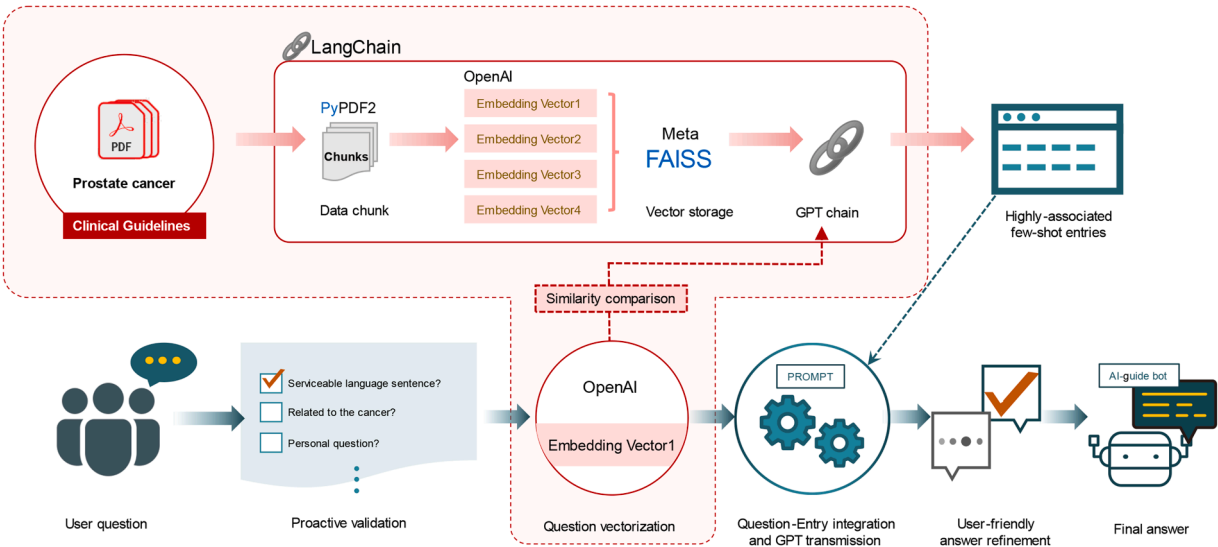 LangChain
PDF
Prostate cancer
Clinical Guidelines
PyPDF2
Chunks
Data chunk
OpenAI
Embedding Vector1
Embedding Vector2
Embedding Vector3
Embedding Vector4
Meta
FAISS
Vector storage
GPT chain
Highly-associated
few-shot entries
Similarity comparison
User question
Serviceable language sentence?
Related to the cancer?
Personal question?
Proactive validation
OpenAI
Embedding Vector1
Question vectorization
PROMPT
Question-Entry integration
and GPT transmission
User-friendly
answer refinement
AI-guide bot
Final answer